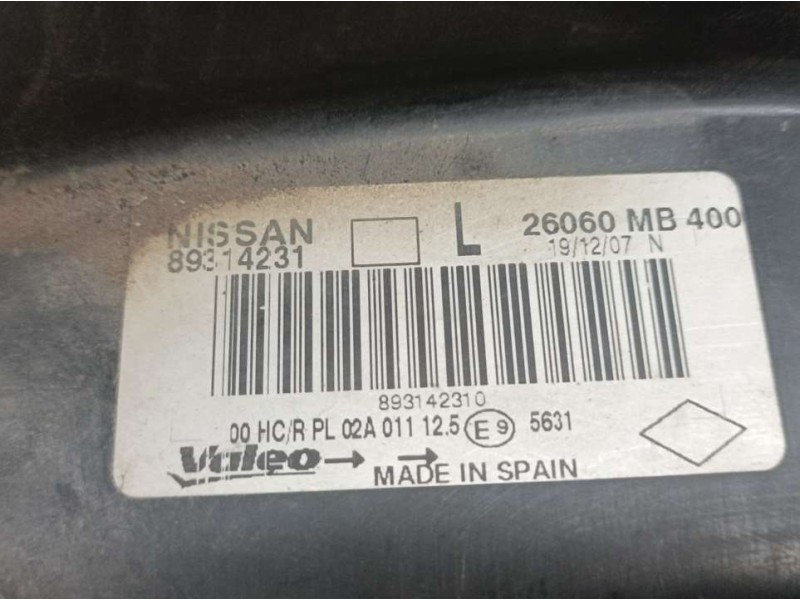 NISSAN L 26060 MB 400
89314231 19/12/07 N
893142310
00 HC/R PL 02A 011 12.5 E 9 5631
Valeo → → MADE IN SPAIN